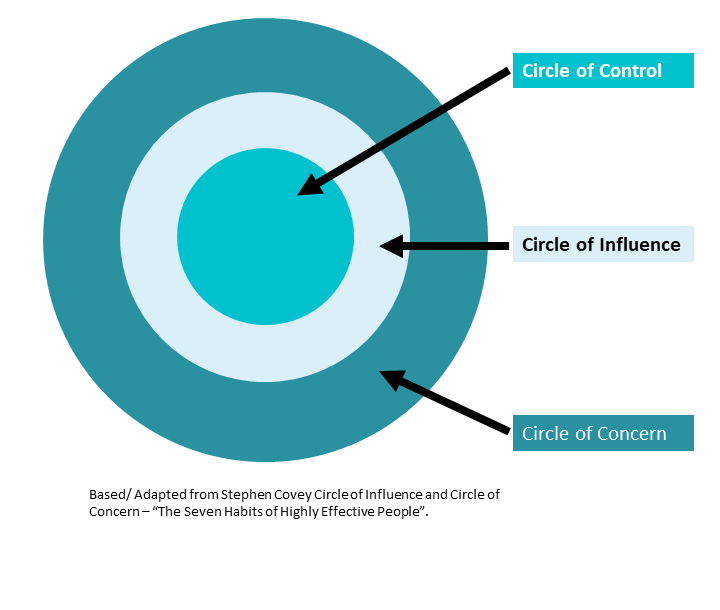 Circle of Control
Circle of Influence
Circle of Concern
Based/ Adapted from Stephen Covey Circle of Influence and Circle of
Concern – “The Seven Habits of Highly Effective People”.